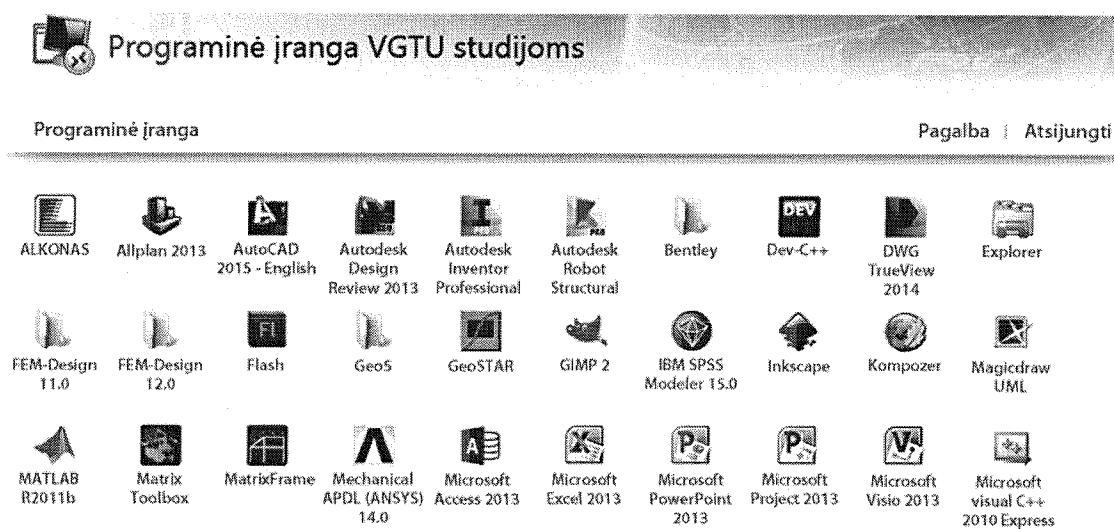 Programinė įranga VGTU studijoms
Programinė įranga
Pagalba | Atsijungti
ALKONAS
Allplan 2013
AutoCAD
2015 - English
Autodesk
Design
Review 2013
Autodesk
Inventor
Professional
Autodesk
Robot
Structural
Bentley
DEV
Dev-C++
DWG
TrueView
2014
Explorer
FEM-Design
11.0
FEM-Design
12.0
Fl
Flash
Geo5
GeoSTAR
GIMP 2
IBM SPSS
Modeler 15.0
Inkscape
Kompozer
Magicdraw
UML
MATLAB
R2011b
Matrix
Toolbox
MatrixFrame
Mechanical
APDL (ANSYS)
14.0
Microsoft
Access 2013
Microsoft
Excel 2013
Microsoft
PowerPoint
2013
Microsoft
Project 2013
Microsoft
Visio 2013
Microsoft
visual C++
2010 Express